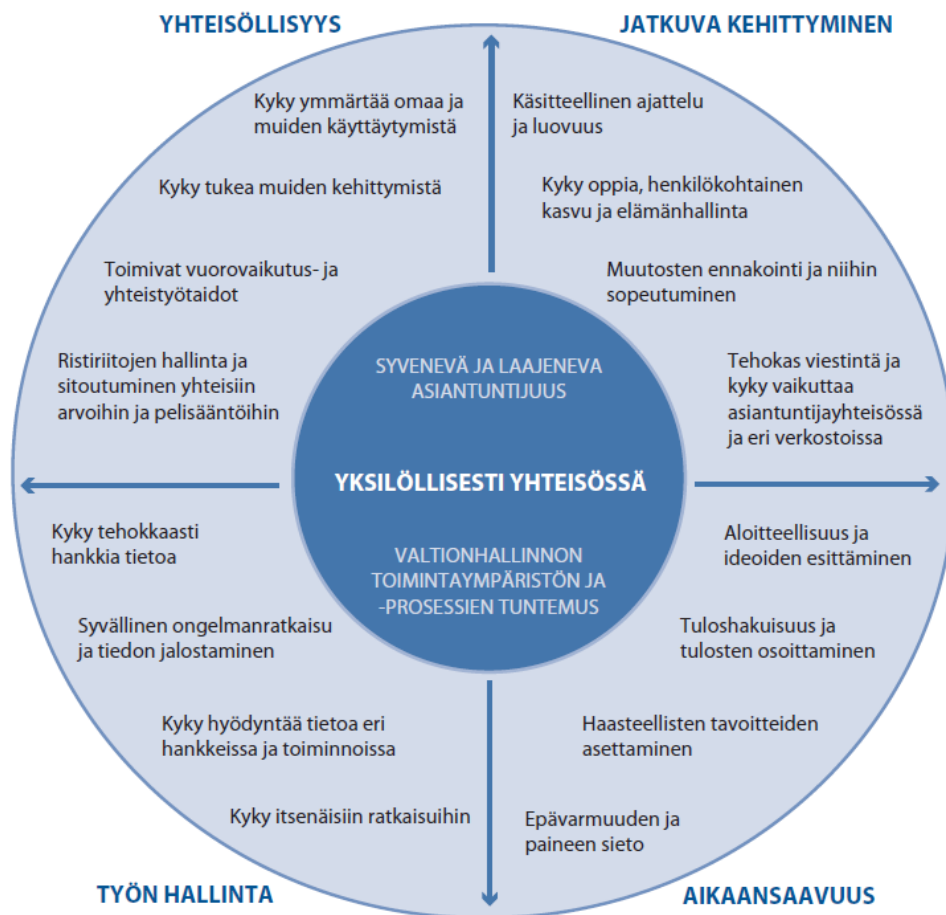 YHTEISÖLLISYYS
JATKUVA KEHITTYMINEN
Kyky ymmärtää omaa ja
muiden käyttäytymistä
Kyky tukea muiden kehittymistä
Toimivat vuorovaikutus- ja
yhteistyötaidot
Ristiriitojen hallinta ja
sitoutuminen yhteisiin
arvoihin ja pelisääntöihin
Käsitteellinen ajattelu
ja luovuus
Kyky oppia, henkilökohtainen
kasvu ja elämänhallinta
Muutosten ennakointi ja niihin
sopeutuminen
Tehokas viestintä ja
kyky vaikuttaa
asiantuntijayhteisössä
ja eri verkostoissa
SYVENEVÄ JA LAAJENEVA
ASIANTUNTIJUUS
YKSILÖLLISESTI YHTEISÖSSÄ
VALTIONHALLINNON
TOIMINTAYMPÄRISTÖN JA
-PROSESSIEN TUNTEMUS
Kyky tehokkaasti
hankkia tietoa
Syvällinen ongelmanratkaisu
ja tiedon jalostaminen
Kyky hyödyntää tietoa eri
hankkeissa ja toiminnoissa
Kyky itsenäisiin ratkaisuihin
Aloitteellisuus ja
ideoiden esittäminen
Tuloshakuisuus ja
tulosten osoittaminen
Haasteellisten tavoitteiden
asettaminen
Epävarmuuden ja
paineen sieto
TYÖN HALLINTA
AIKAANSAAVUUS